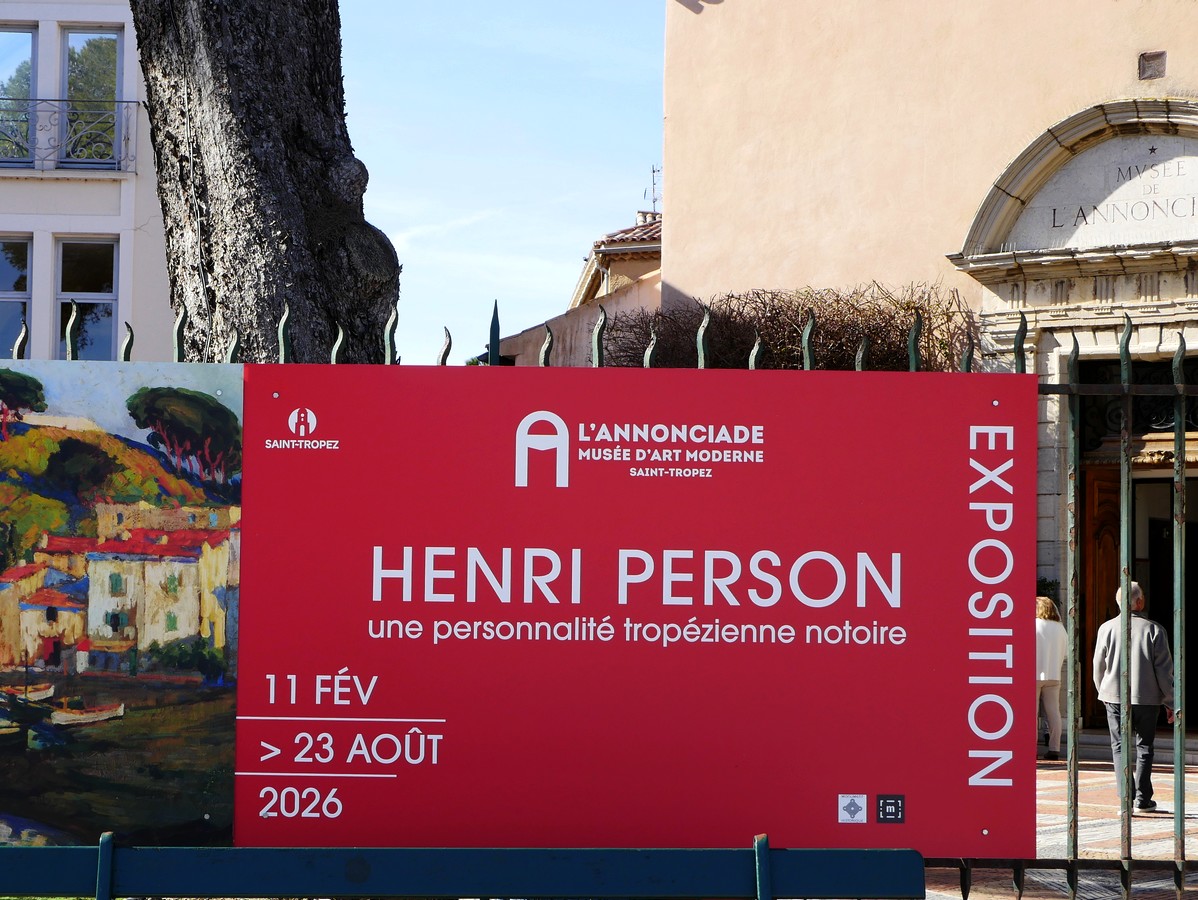 MVSÉE
DE
L'ANNONCI
SAINT-TROPEZ
L'ANNONCIADE
MUSÉE D'ART MODERNE
SAINT-TROPEZ
EXPOSITION
HENRI PERSON
une personnalité tropézienne notoire
11 FÉV
> 23 AOÛT
2026
[m]